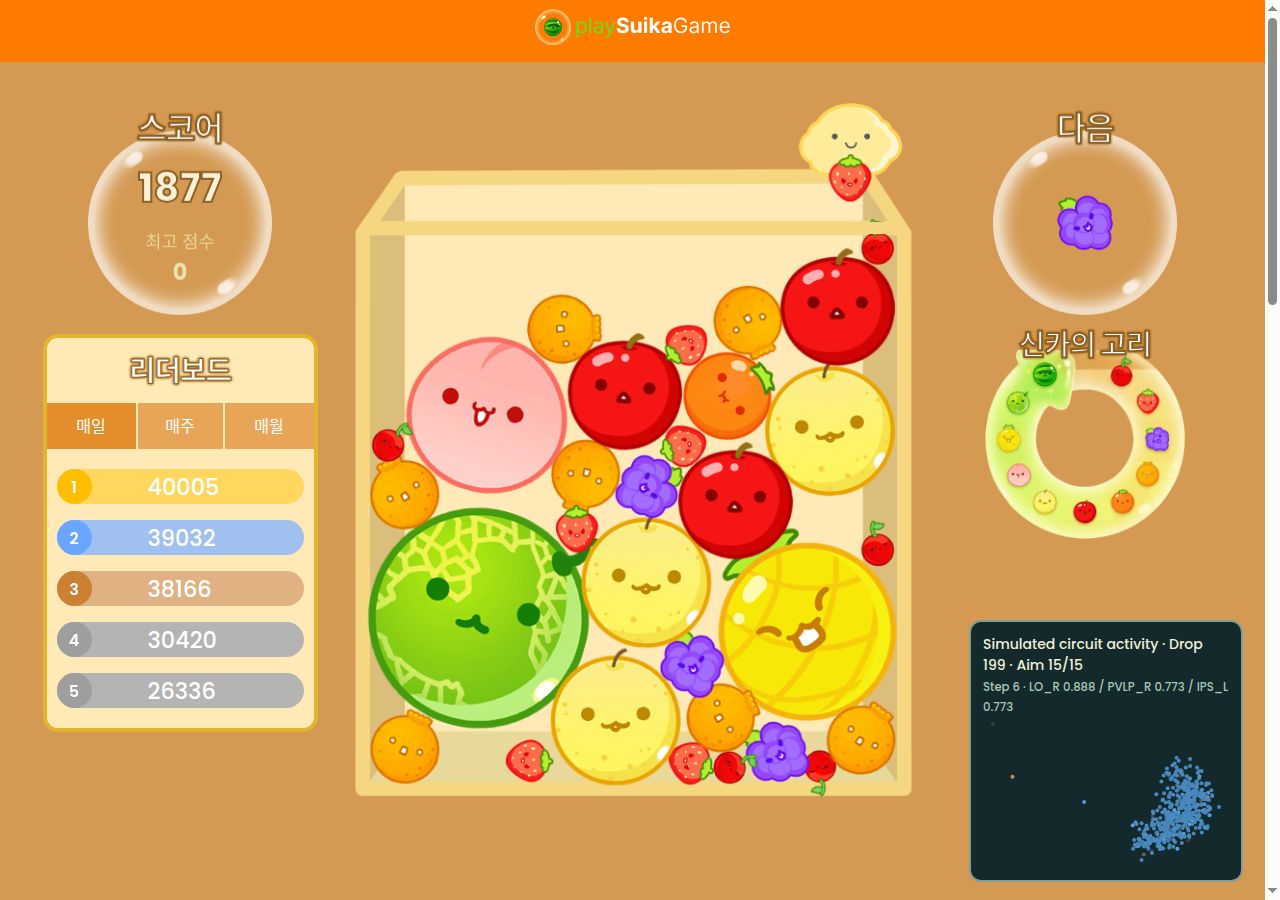 playSuikaGame
스코어
1877
최고 점수
0
다음
신카의 고리
리더보드
매일 매주 매월
1 40005
2 39032
3 38166
4 30420
5 26336
Simulated circuit activity · Drop
199 · Aim 15/15
Step 6 · LO_R 0.888 / PVLP_R 0.773 / IPS_L
0.773